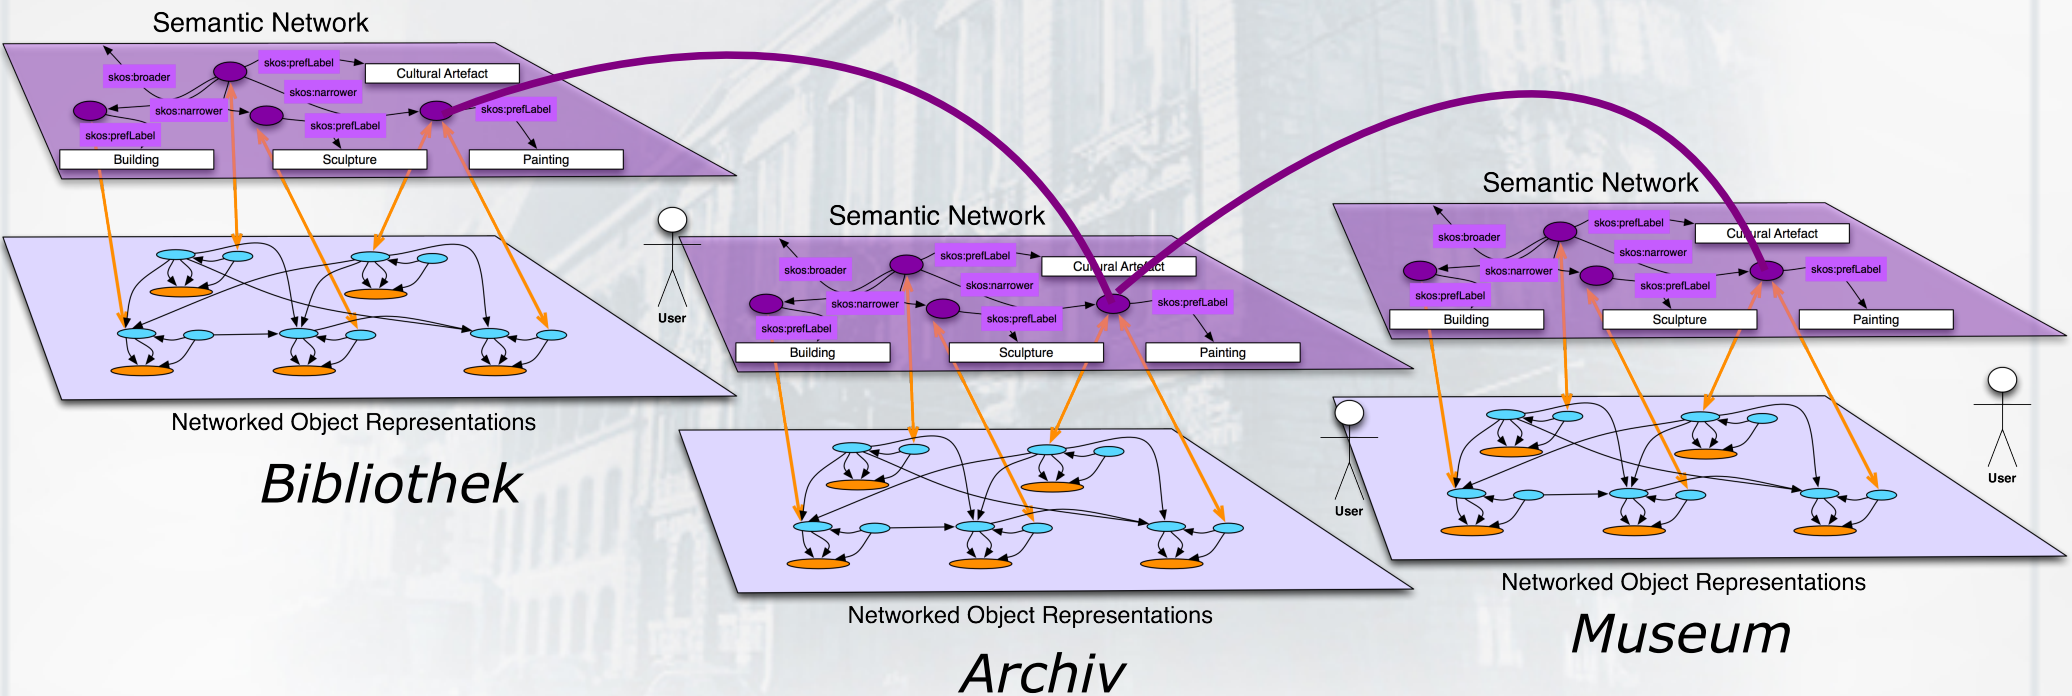 Semantic Network
skos:prefLabel
Cultural Artefact
skos:broader
skos:narrower
skos:narrower
skos:prefLabel
skos:prefLabel
skos:prefLabel
Building
Sculpture
Painting
Networked Object Representations
Bibliothek
User
Semantic Network
skos:prefLabel
Cultural Artefact
skos:broader
skos:narrower
skos:narrower
skos:prefLabel
skos:prefLabel
skos:prefLabel
Building
Sculpture
Painting
Networked Object Representations
Archiv
User
Semantic Network
skos:prefLabel
Cultural Artefact
skos:broader
skos:narrower
skos:narrower
skos:prefLabel
skos:prefLabel
skos:prefLabel
Building
Sculpture
Painting
Networked Object Representations
Museum
User